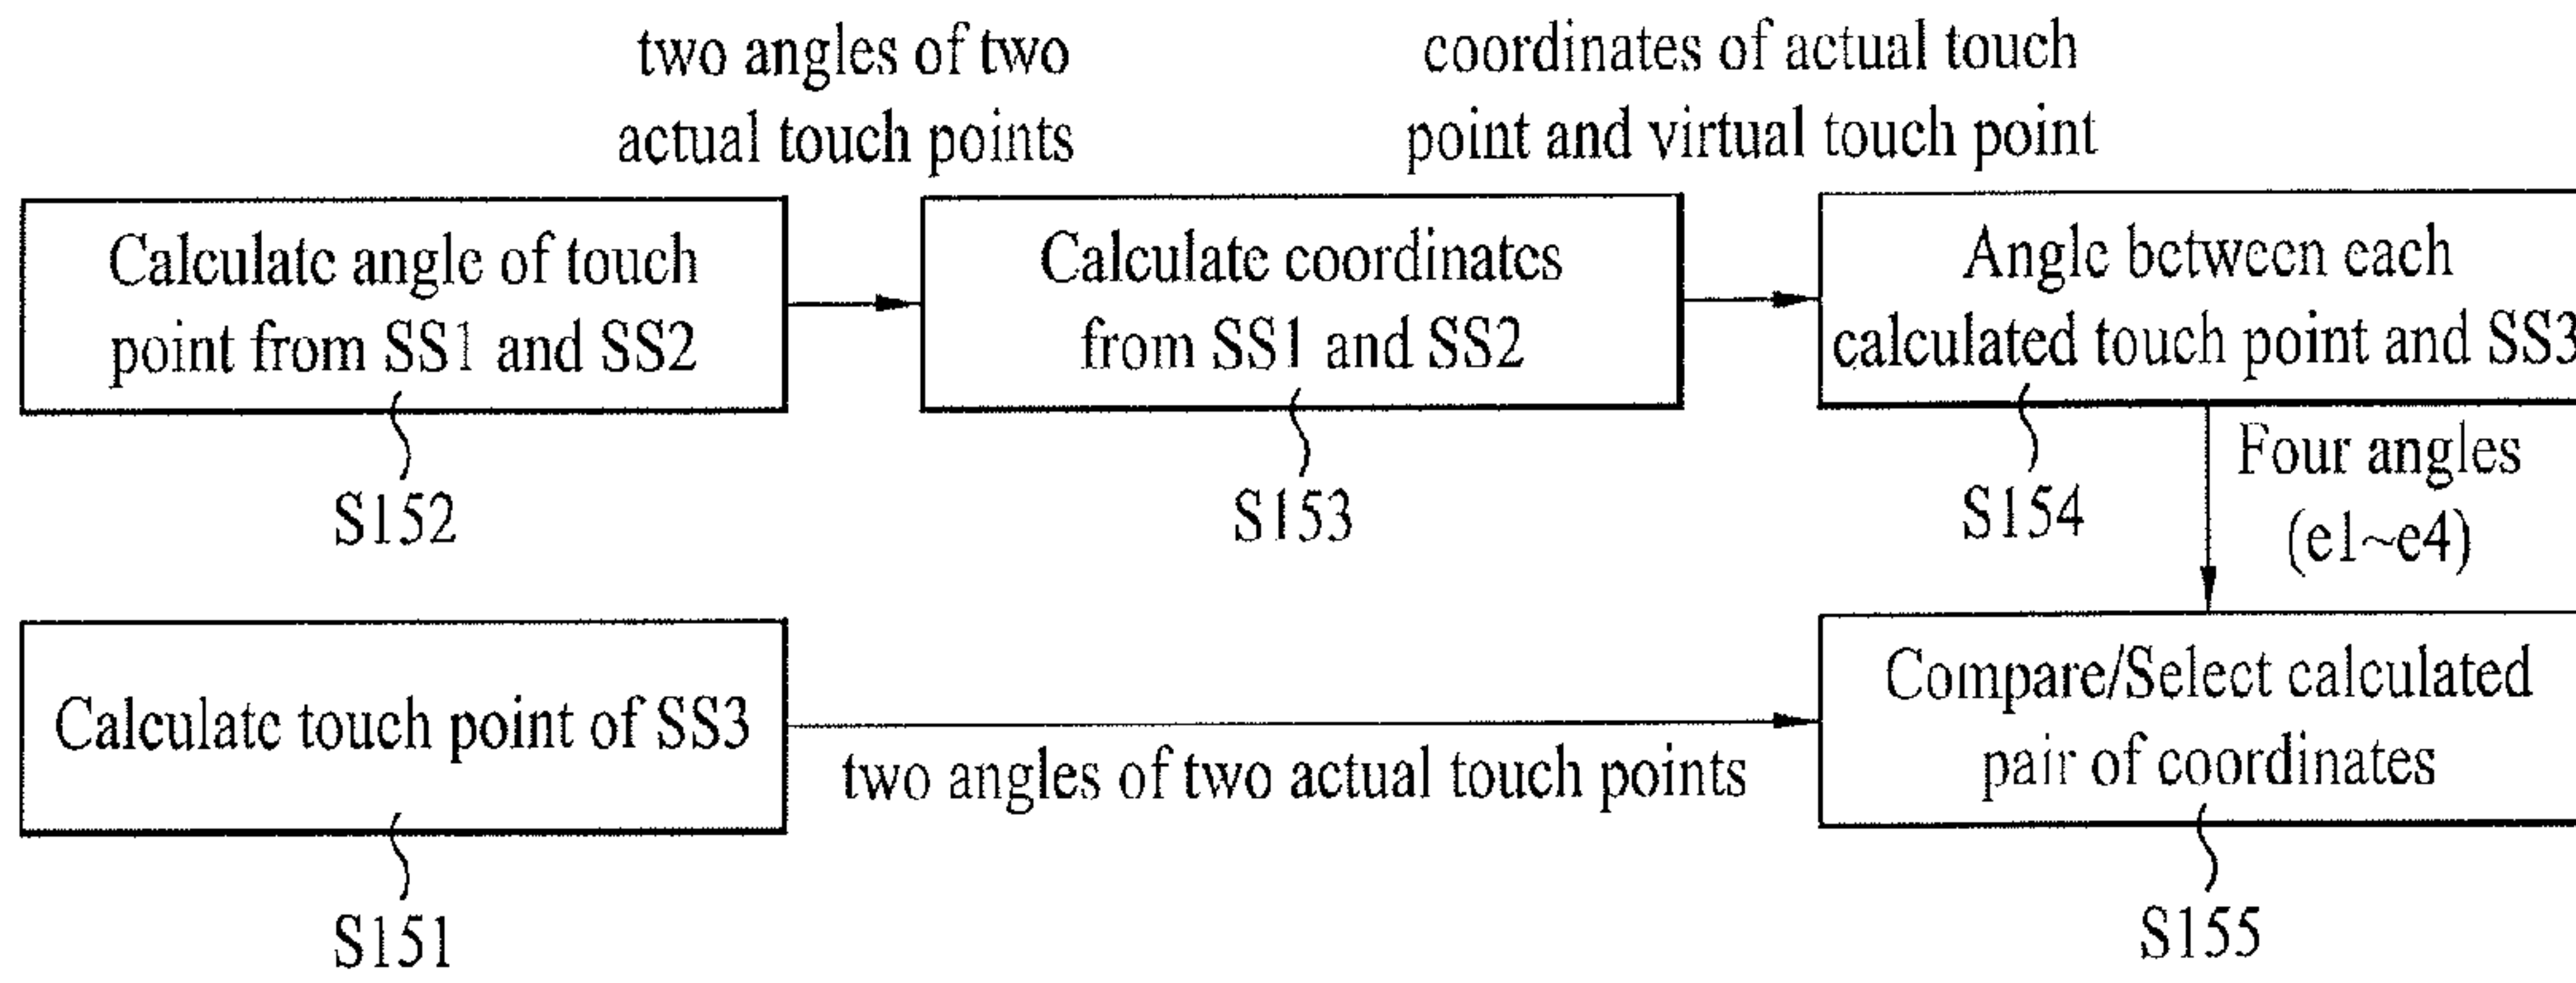 two angles of two
actual touch points
coordinates of actual touch
point and virtual touch point
Calculate angle of touch
point from SS1 and SS2
S152
Calculate coordinates
from SS1 and SS2
S153
Angle between each
calculated touch point and SS3
S154
Four angles
(e1~e4)
Calculate touch point of SS3
S151
two angles of two actual touch points
Compare/Select calculated
pair of coordinates
S155